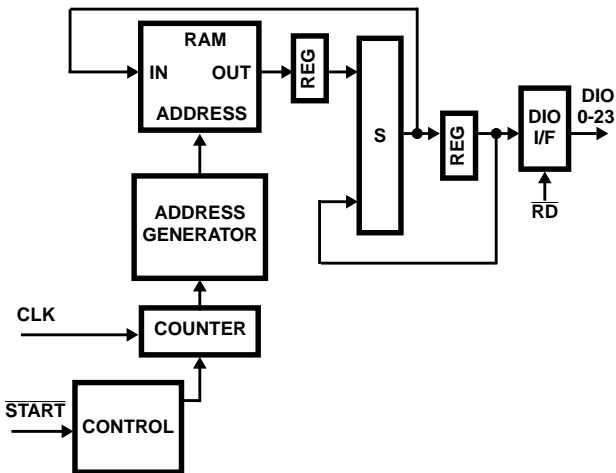 RAM
IN OUT
ADDRESS
REG
S
REG
DIO
I/F
DIO
0-23
RD
ADDRESS
GENERATOR
CLK
COUNTER
START
CONTROL